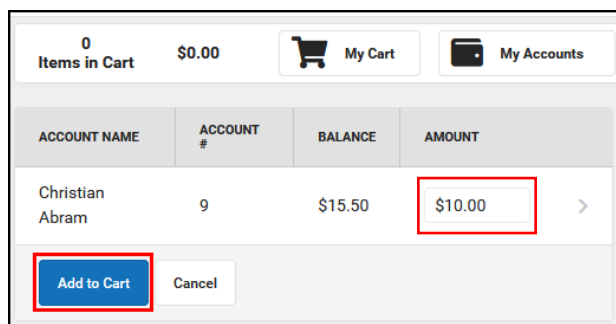 0 $0.00 My Cart My Accounts
Items in Cart
ACCOUNT NAME ACCOUNT # BALANCE AMOUNT
Christian Abram 9 $15.50 $10.00
Add to Cart Cancel